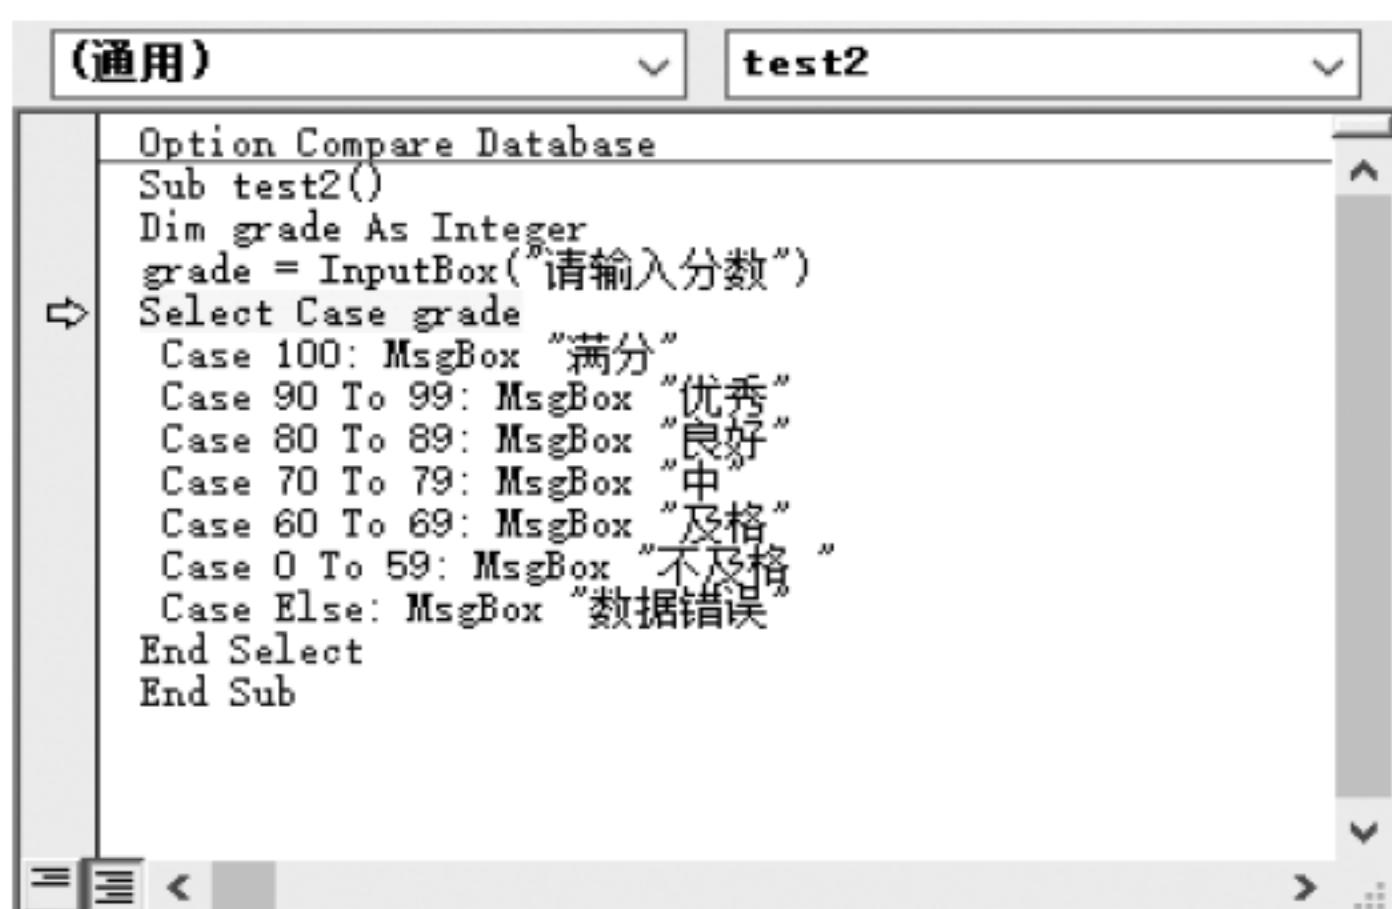 (通用)
test2
Option Compare Database
Sub test2()
Dim grade As Integer
grade = InputBox("请输入分数")
Select Case grade
Case 100: MsgBox "满分"
Case 90 To 99: MsgBox "优秀"
Case 80 To 89: MsgBox "良好"
Case 70 To 79: MsgBox "中"
Case 60 To 69: MsgBox "及格"
Case 0 To 59: MsgBox "不及格 "
Case Else: MsgBox "数据错误"
End Select
End Sub